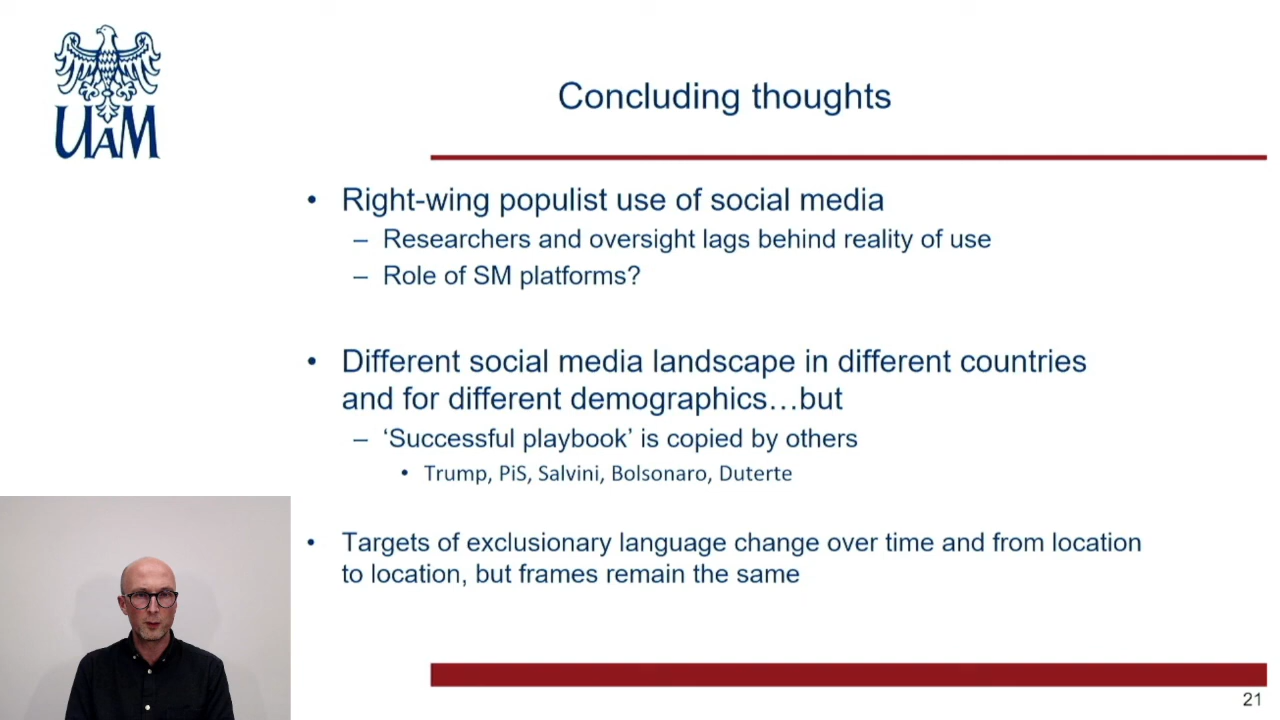 UAM
Concluding thoughts
• Right-wing populist use of social media
– Researchers and oversight lags behind reality of use
– Role of SM platforms?
• Different social media landscape in different countries
and for different demographics…but
– ‘Successful playbook’ is copied by others
• Trump, PiS, Salvini, Bolsonaro, Duterte
• Targets of exclusionary language change over time and from location
to location, but frames remain the same
21